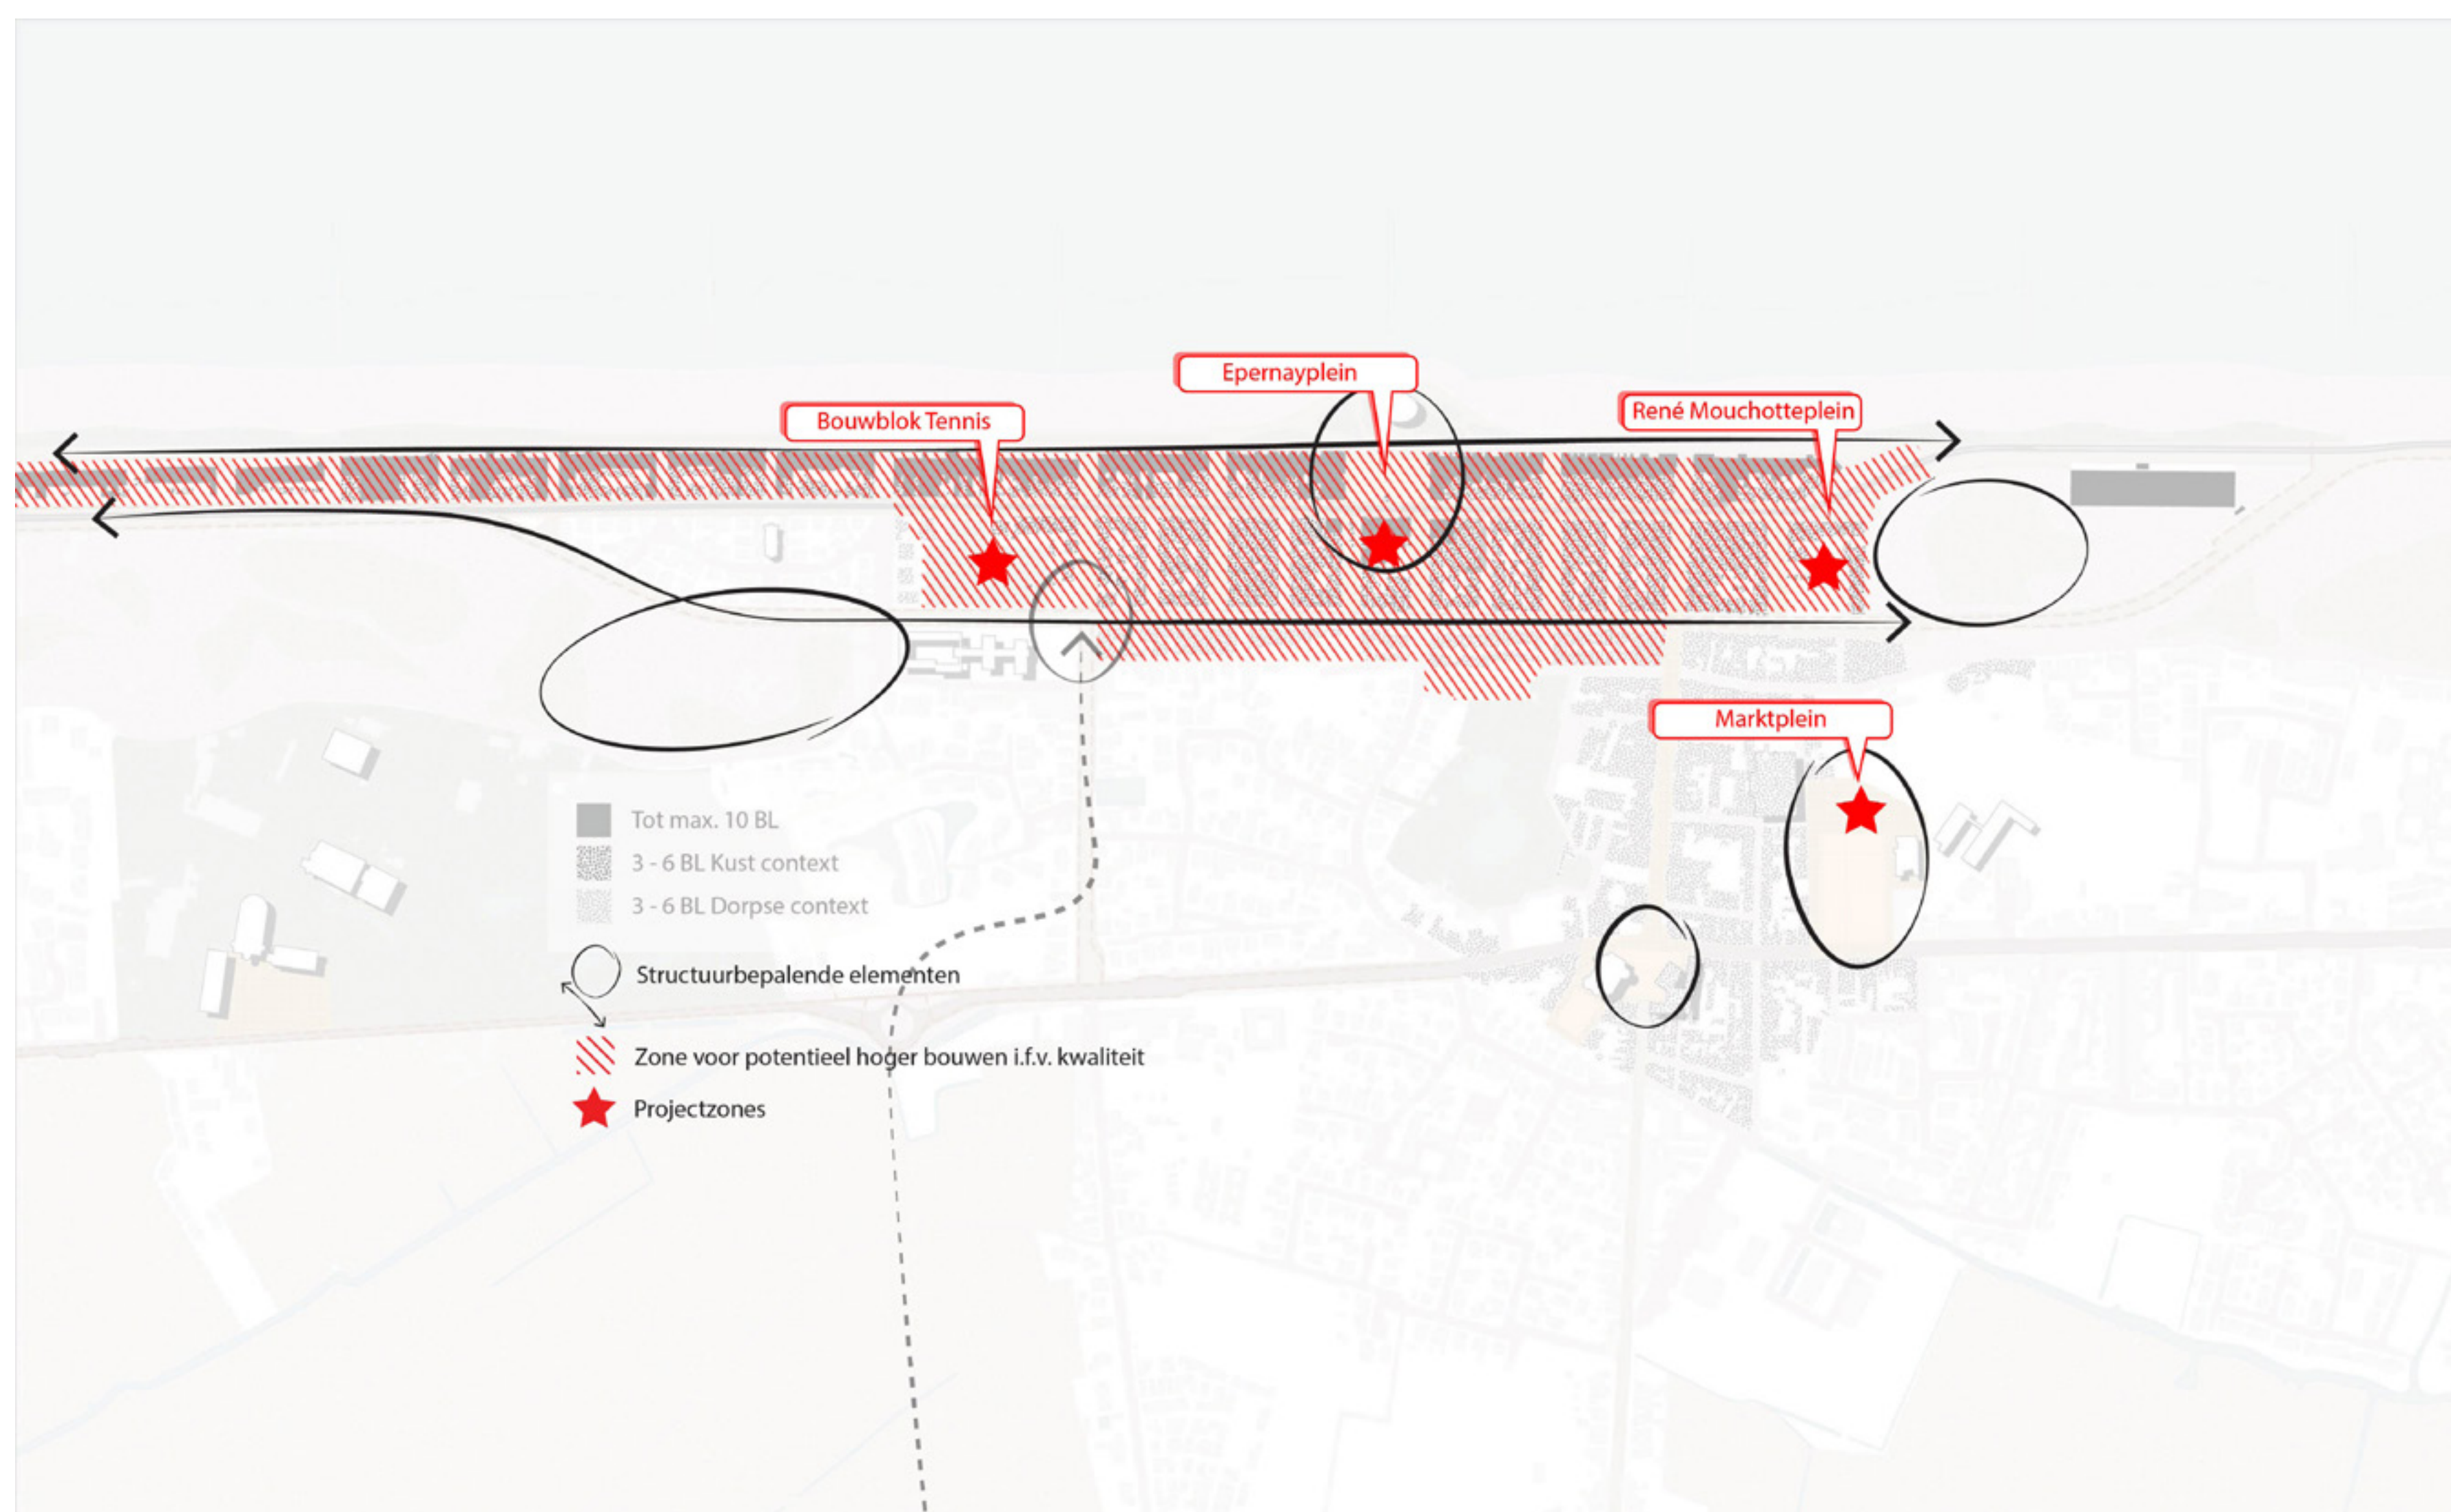 Epernayplein
René Mouchotteplein
Bouwblok Tennis
Marktplein
Tot max. 10 BL
3 - 6 BL Kust context
3 - 6 BL Dorpse context
Structuurbepalende elementen
Zone voor potentieel hoger bouwen i.f.v. kwaliteit
Projectzones